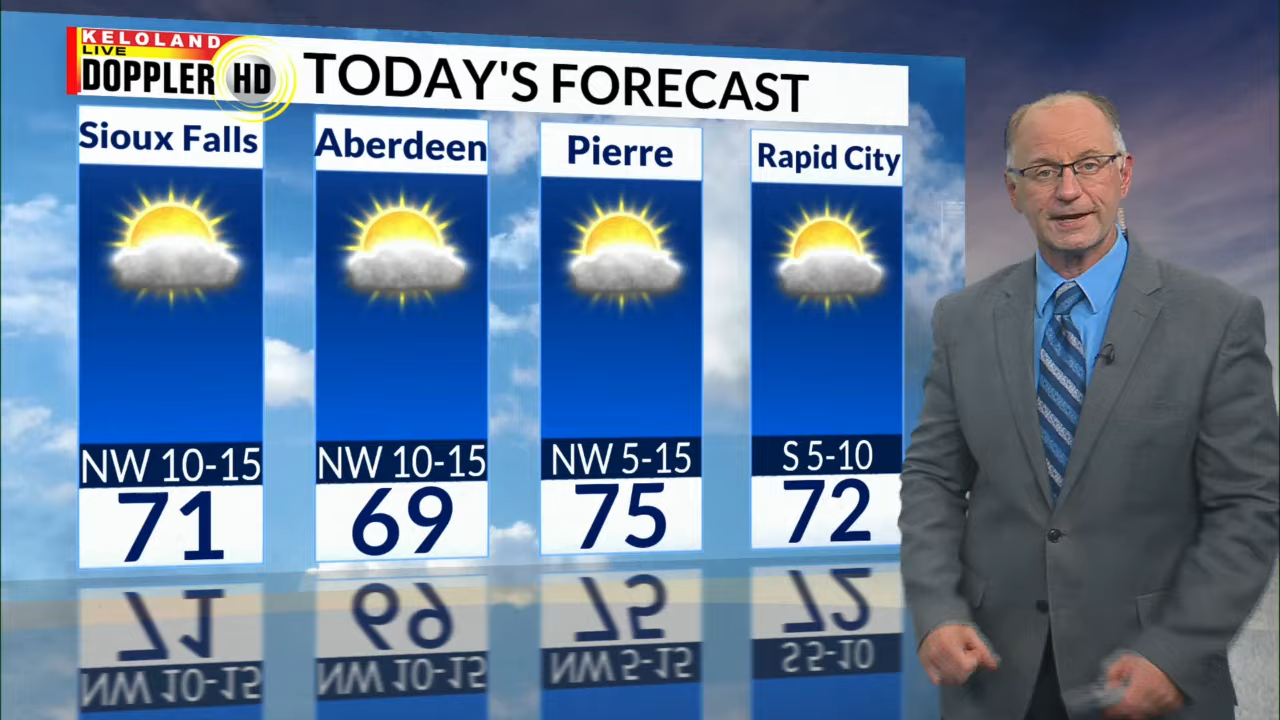 KELOLAND
LIVE
DOPPLER HD
TODAY'S FORECAST
Sioux Falls
Aberdeen
Pierre
Rapid City
NW 10-15
NW 10-15
NW 5-15
S 5-10
71
69
75
72